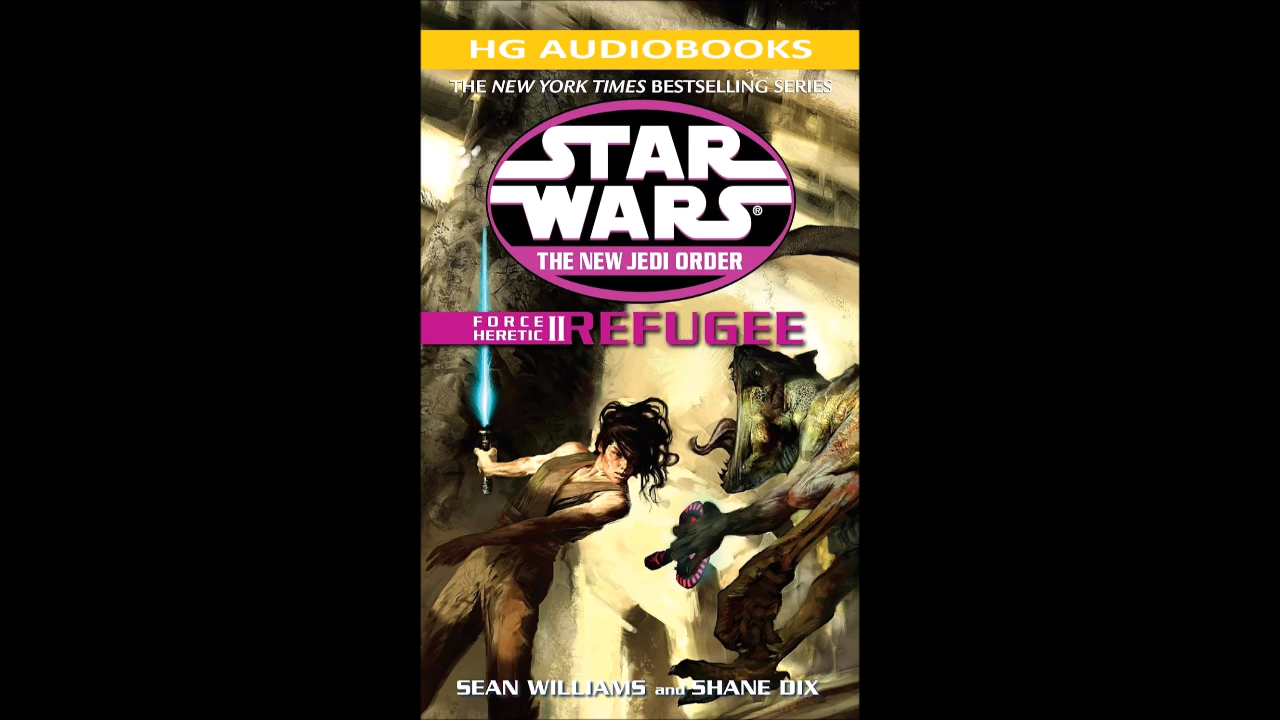 HG AUDIOBOOKS
THE NEW YORK TIMES BESTSELLING SERIES
STAR
WARS®
THE NEW JEDI ORDER
FORCE
HERETIC II REFUGEE
SEAN WILLIAMS and SHANE DIX